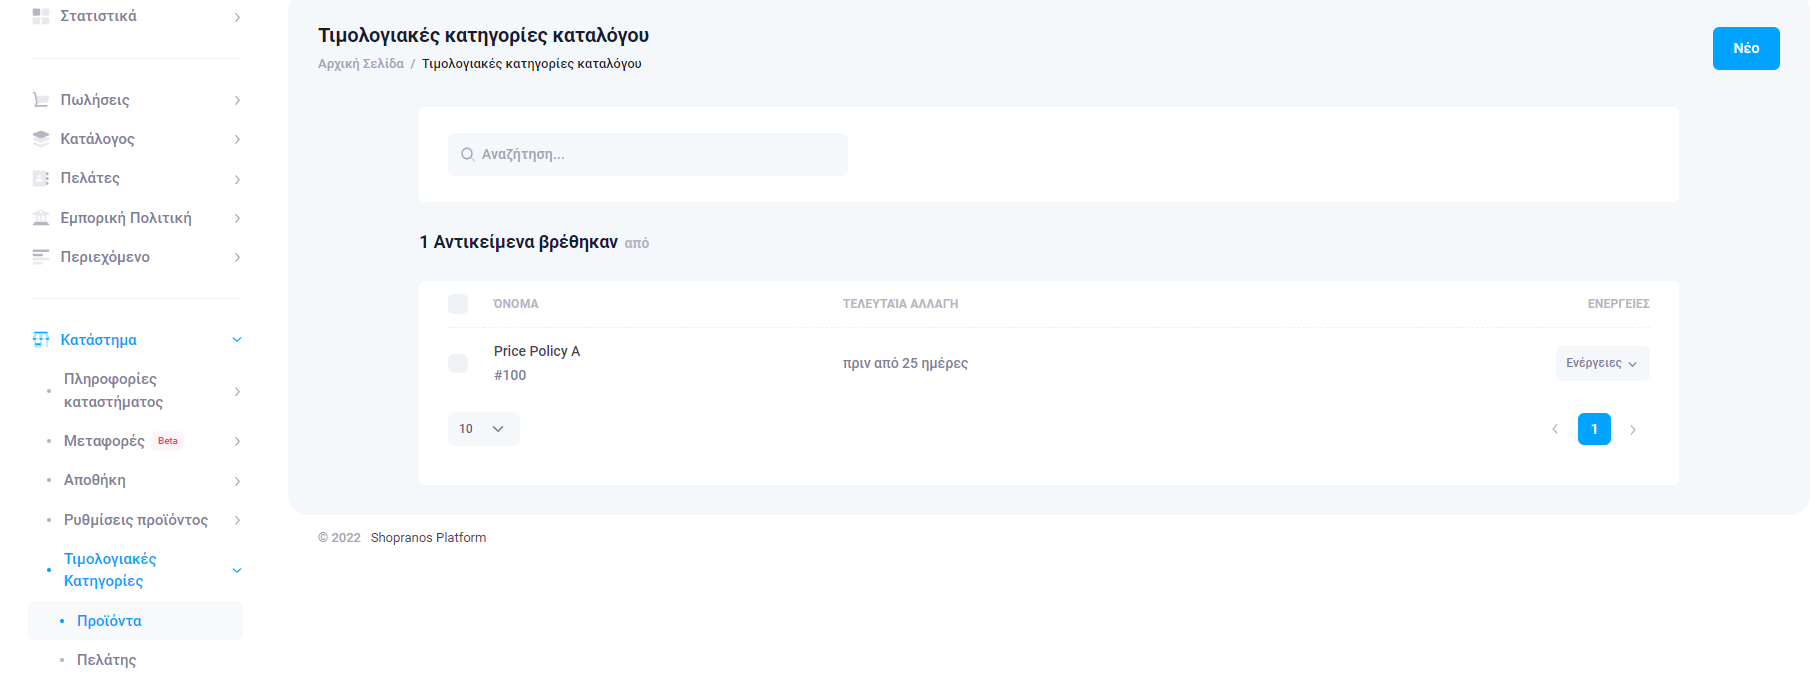 Στατιστικά
Πωλήσεις
Κατάλογος
Πελάτες
Εμπορική Πολιτική
Περιεχόμενο
Κατάστημα
Πληροφορίες
καταστήματος
Μεταφορές Beta
Αποθήκη
Ρυθμίσεις προϊόντος
Τιμολογιακές
Κατηγορίες
Προϊόντα
Πελάτης
Τιμολογιακές κατηγορίες καταλόγου
Αρχική Σελίδα / Τιμολογιακές κατηγορίες καταλόγου
Νέο
Αναζήτηση...
1 Αντικείμενα βρέθηκαν από
ΌΝΟΜΑ ΤΕΛΕΥΤΑΊΑ ΑΛΛΑΓΉ ΕΝΕΡΓΕΙΕΣ
Price Policy A
#100
πριν από 25 ημέρες
Ενέργειες
10
1
© 2022 Shopranos Platform